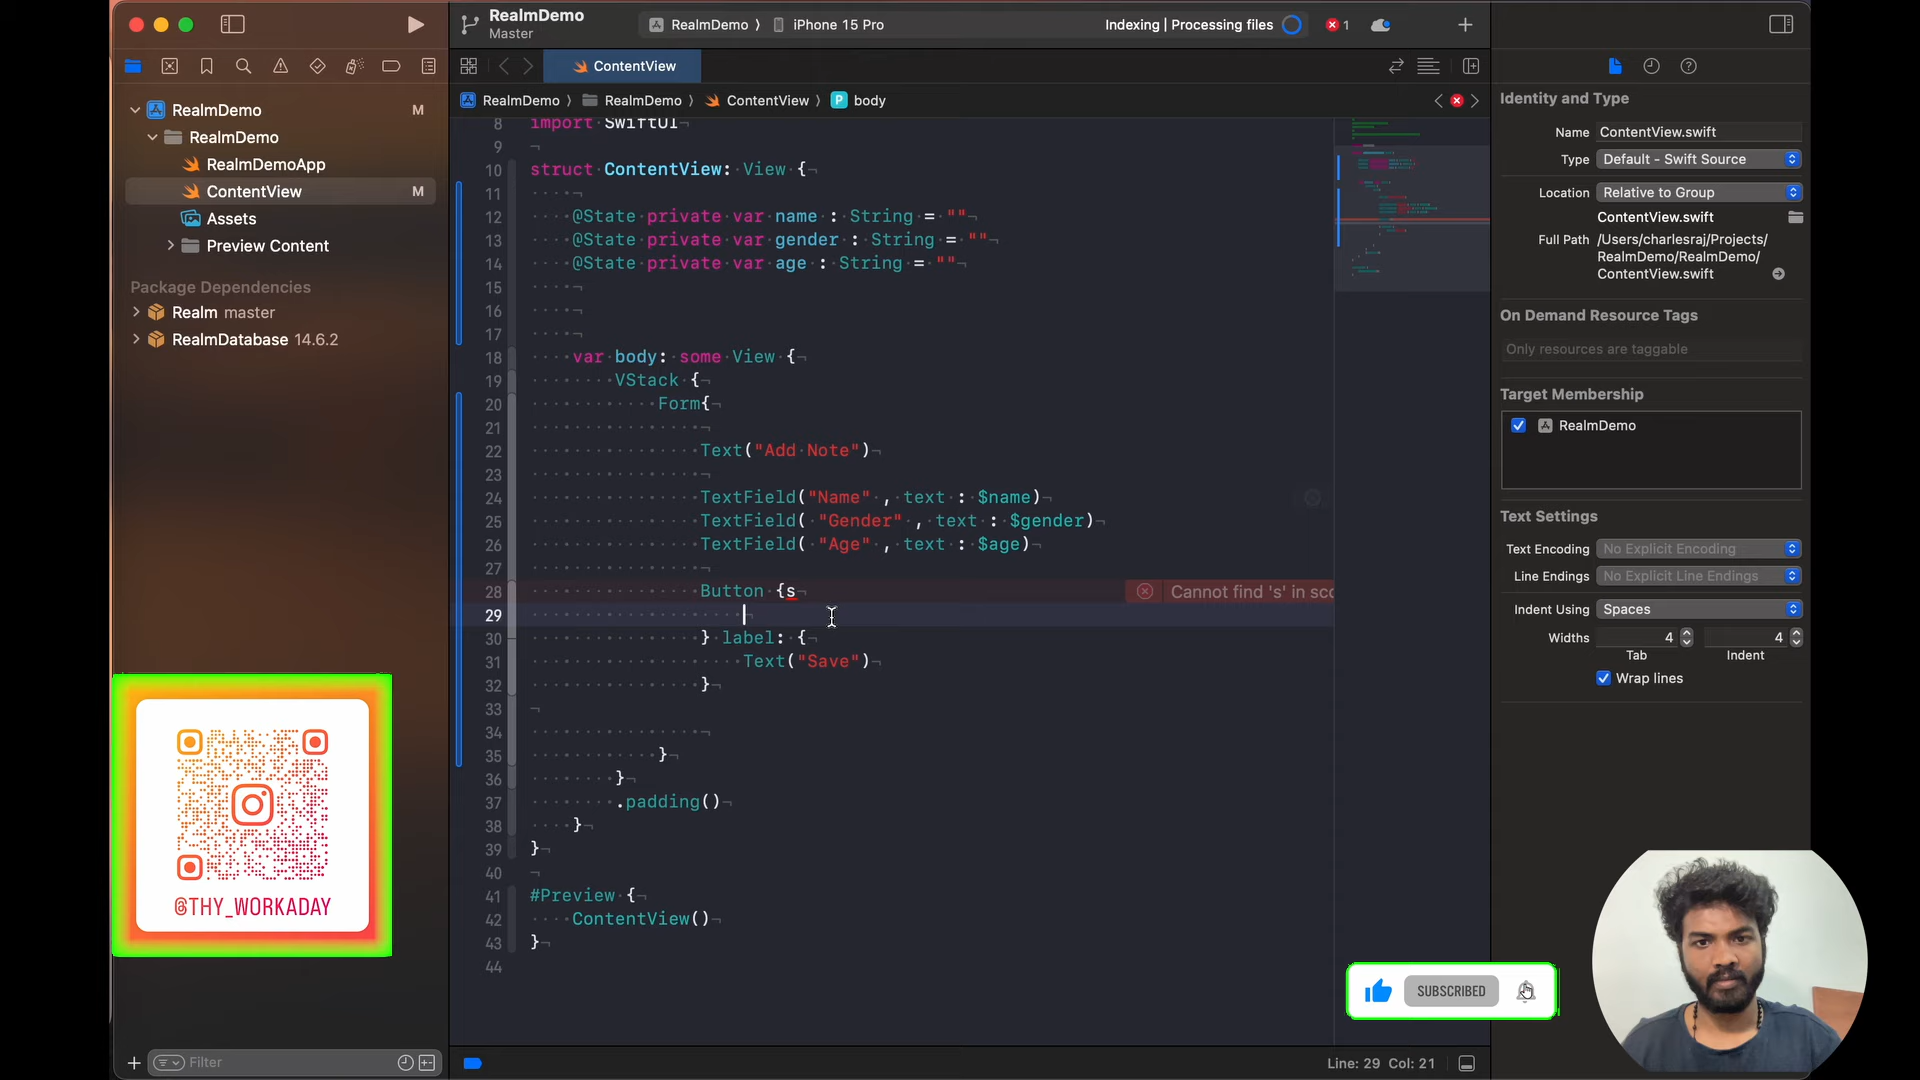 RealmDemo
Master
RealmDemo 〉 iPhone 15 Pro
Indexing | Processing files
1
ContentView
RealmDemo 〉 RealmDemo 〉 ContentView 〉 P body
RealmDemo M
RealmDemo
RealmDemoApp
ContentView M
Assets
Preview Content
Package Dependencies
Realm master
RealmDatabase 14.6.2
8 import SwiftUI
9
10 struct ContentView: View {
11
12 @State private var name : String = ""
13 @State private var gender : String = ""
14 @State private var age : String = ""
15
16
17
18 var body: some View {
19 VStack {
20 Form{
21
22 Text("Add Note")
23
24 TextField("Name" , text : $name)
25 TextField( "Gender" , text : $gender)
26 TextField( "Age" , text : $age)
27
28 Button {s
Cannot find 's' in sco
29
30 } label: {
31 Text("Save")
32 }
33
34
35 }
36 }
37 .padding()
38 }
39 }
40
41 #Preview {
42 ContentView()
43 }
44
Identity and Type
Name ContentView.swift
Type Default - Swift Source
Location Relative to Group
ContentView.swift
Full Path /Users/charlesraj/Projects/
RealmDemo/RealmDemo/
ContentView.swift
On Demand Resource Tags
Only resources are taggable
Target Membership
RealmDemo
Text Settings
Text Encoding No Explicit Encoding
Line Endings No Explicit Line Endings
Indent Using Spaces
Widths 4 4
Tab Indent
Wrap lines
@THY_WORKADAY
SUBSCRIBED
Filter
Line: 29 Col: 21